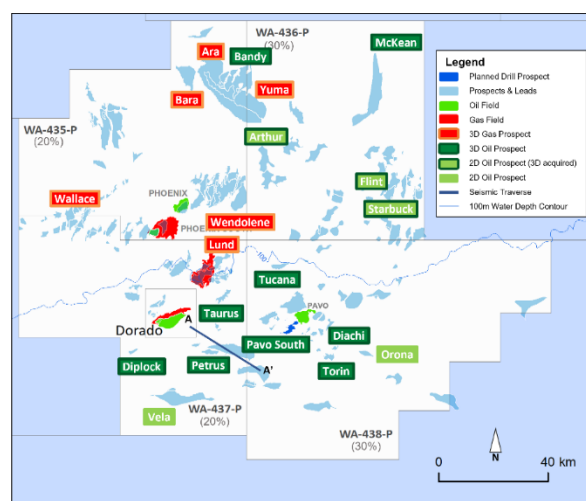 WA-436-P
(30%)
McKean
Ara
Bandy
Bara
Yuma
Legend
Planned Drill Prospect
Prospects & Leads
Oil Field
Gas Field
3D Gas Prospect
3D Oil Prospect
2D Oil Prospect (3D acquired)
2D Oil Prospect
Seismic Traverse
100m Water Depth Contour
WA-435-P
(20%)
Arthur
Flint
Starbuck
Wallace
PHOENIX
Wendolene
Lund
100
Tucana
Taurus
PAVO
Dorado
A
Pavo South
Diachi
Orona
Diplock
Petrus
A'
Torin
Vela
WA-437-P
(20%)
WA-438-P
(30%)
N
0
40 km